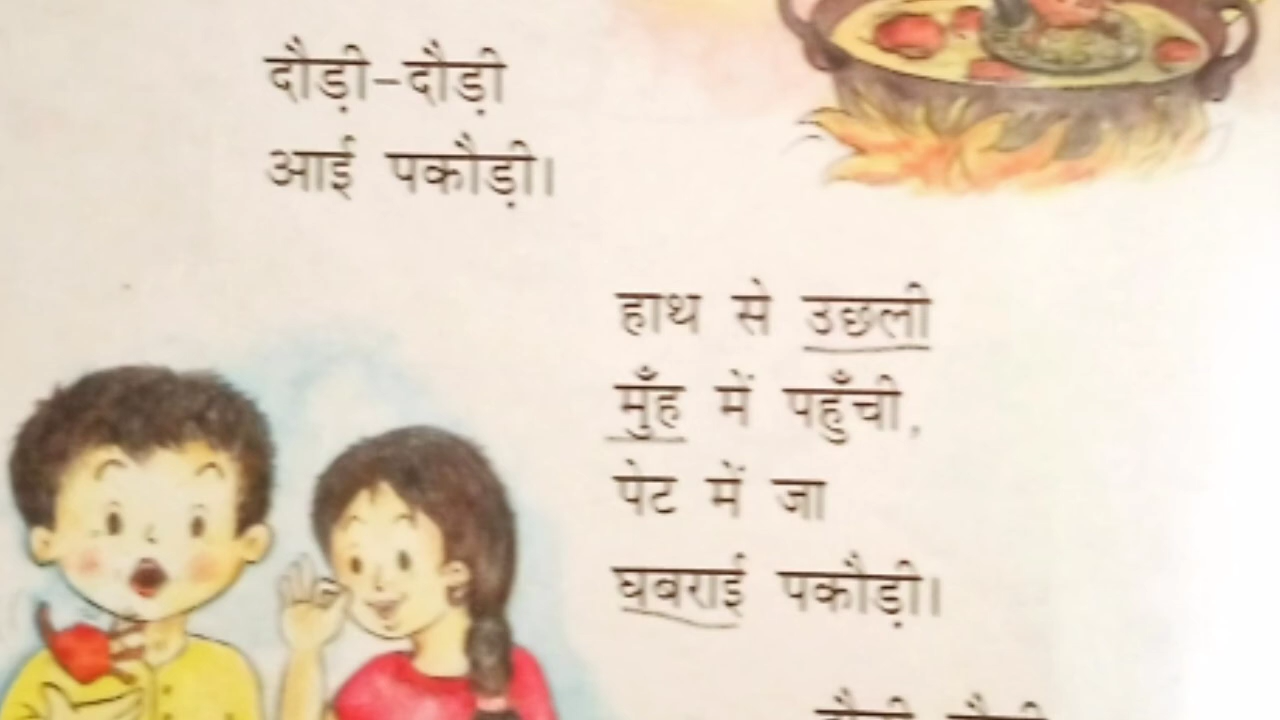 दौड़ी-दौड़ी
आई पकौड़ी।
हाथ से उछली
मुँह में पहुँची,
पेट में जा
घबराई पकौड़ी।